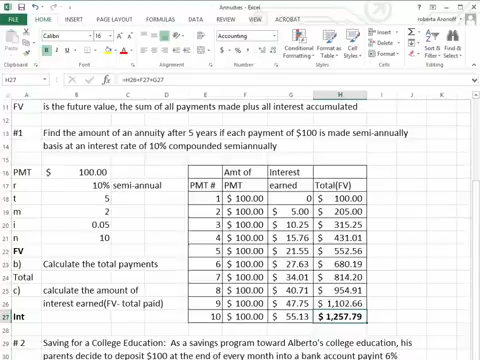 Annuities - Excel
FILE HOME INSERT PAGE LAYOUT FORMULAS DATA REVIEW VIEW ACROBAT
roberta Aronoff
Calibri 16 Accounting
Paste
Conditional Formatting
Format as Table
Cell Styles
Insert
Delete
Format
Sort & Filter
Find & Select
Clipboard Font Alignment Number Styles Cells Editing
H27 =H26+F27+G27
A B C D E F G H I
11 FV is the future value, the sum of all payments made plus all interest accumulated
12
13 #1 Find the amount of an annuity after 5 years if each payment of $100 is made semi-annually
14 basis at an interest rate of 10% compounded semiannually
15
16 PMT $ 100.00 Amt of Interest
17 r 10% semi-annual PMT # PMT earned Total(FV)
18 t 5 1 $ 100.00 0 $ 100.00
19 m 2 2 $ 100.00 $ 5.00 $ 205.00
20 i 0.05 3 $ 100.00 $ 10.25 $ 315.25
21 n 10 4 $ 100.00 $ 15.76 $ 431.01
22 FV 5 $ 100.00 $ 21.55 $ 552.56
23 b) Calculate the total payments 6 $ 100.00 $ 27.63 $ 680.19
24 Total 7 $ 100.00 $ 34.01 $ 814.20
25 c) calculate the amount of 8 $ 100.00 $ 40.71 $ 954.91
26 interest earned(FV- total paid) 9 $ 100.00 $ 47.75 $ 1,102.66
27 Int 10 $ 100.00 $ 55.13 $ 1,257.79
28
29 # 2 Saving for a College Education: As a savings program toward Alberto's college education, his
30 parents decide to deposit $100 at the end of every month into a bank account payint 6%